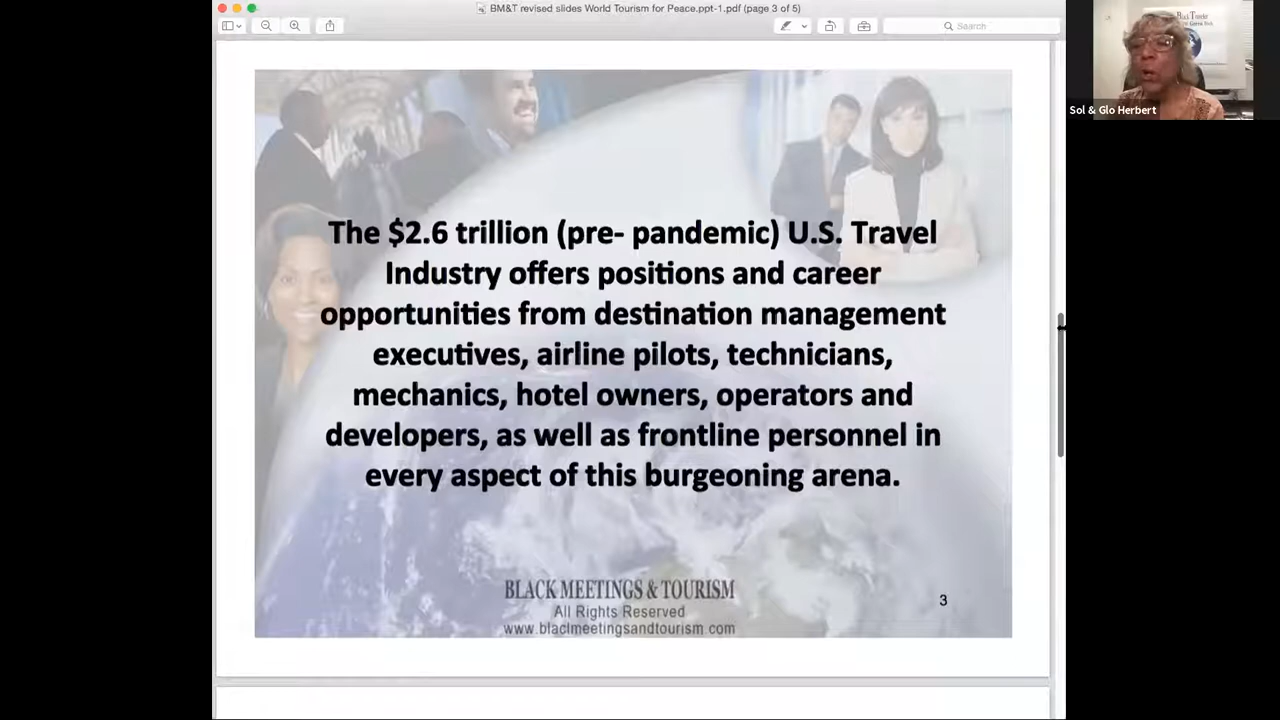 BM&T revised slides World Tourism for Peace.ppt-1.pdf (page 3 of 5)
Search
Sol & Glo Herbert
The $2.6 trillion (pre- pandemic) U.S. Travel
Industry offers positions and career
opportunities from destination management
executives, airline pilots, technicians,
mechanics, hotel owners, operators and
developers, as well as frontline personnel in
every aspect of this burgeoning arena.
BLACK MEETINGS & TOURISM
All Rights Reserved
www.blaclmeetingsandtourism.com
3